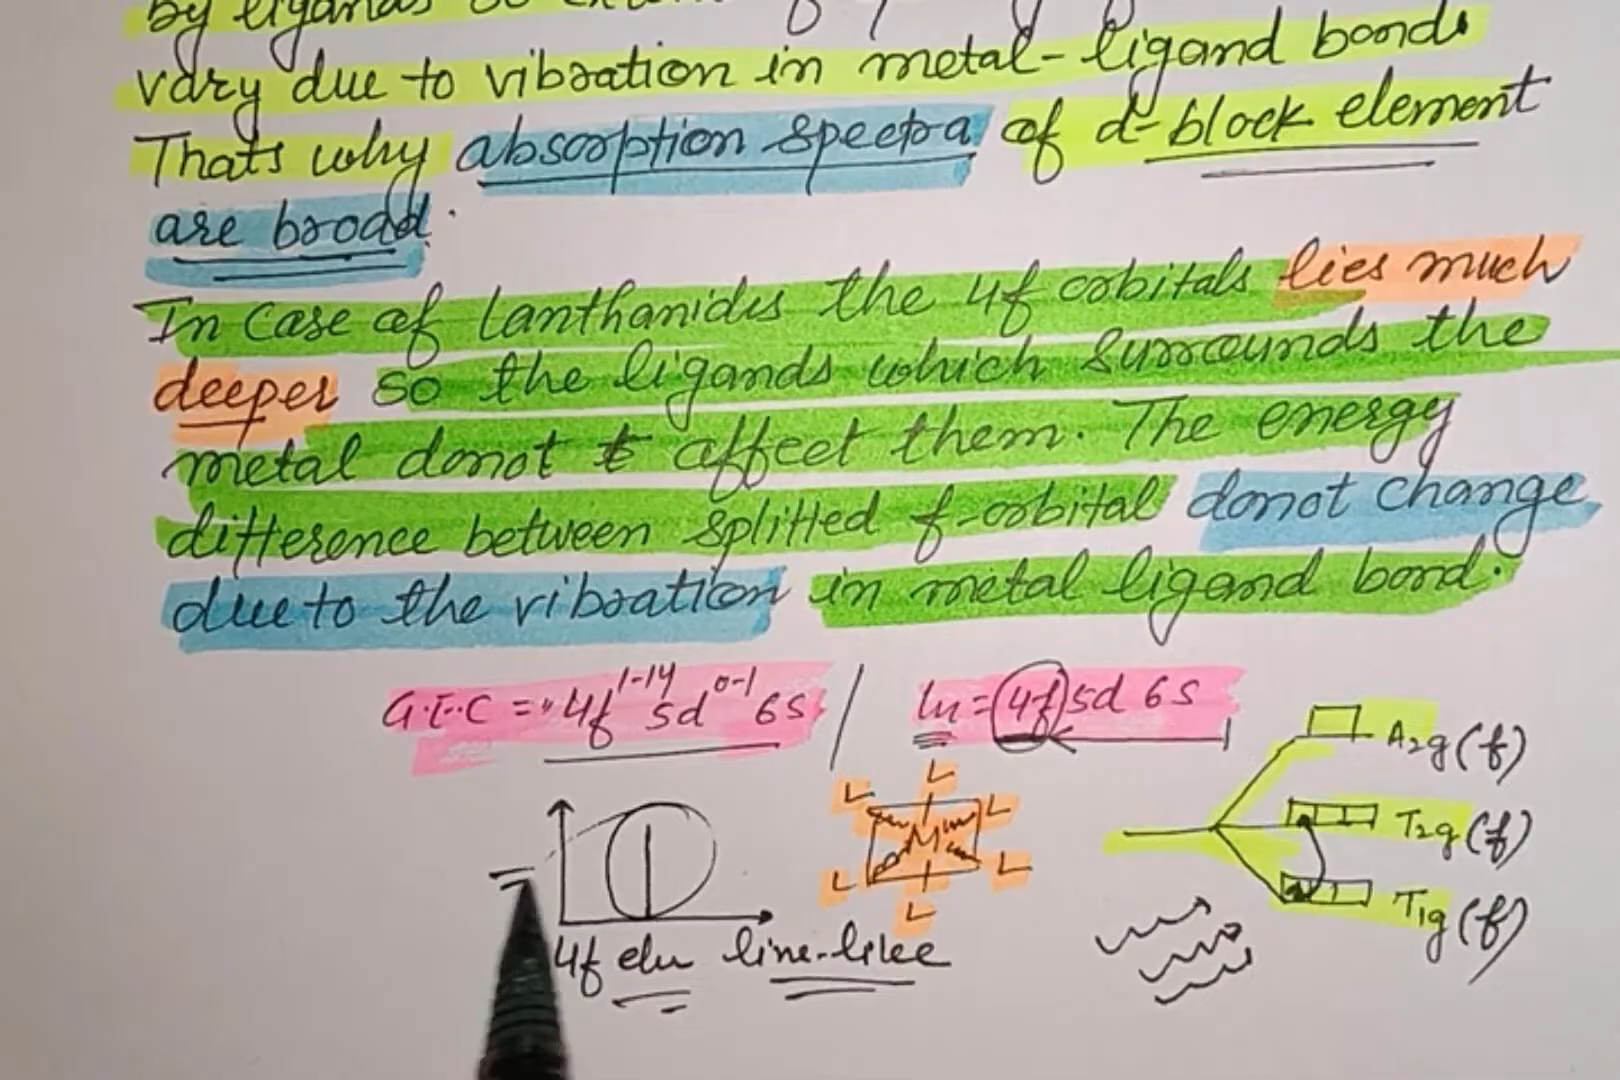 by ligands so
vary due to vibration in metal-ligand bonds
Thats why absorption spectra of d-block element
are broad.
In case of lanthanides the 4f orbitals lies much
deeper so the ligands which surrounds the
metal donot affect them. The energy
difference between splitted f-orbital donot change
due to the vibration in metal ligand bond.
G.E.C = 4f¹⁻¹⁴ 5d⁰⁻¹ 6s / Ln = 4f 5d 6s
A₂g (f)
T₂g (f)
T₁g (f)
L L L
M
L L L
4f line-like